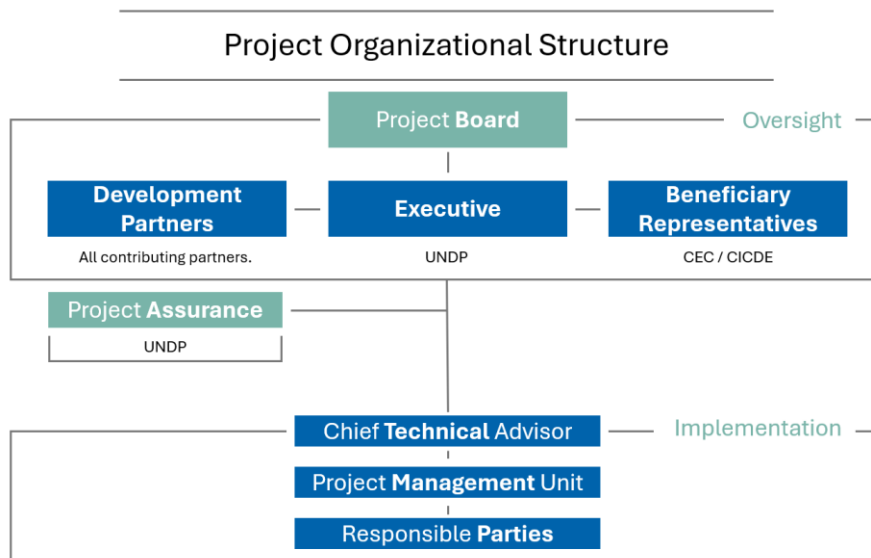 Project Organizational Structure
Project Board
Oversight
Development
Partners
Executive
Beneficiary
Representatives
All contributing partners.
UNDP
CEC / CICDE
Project Assurance
UNDP
Chief Technical Advisor
Implementation
Project Management Unit
Responsible Parties